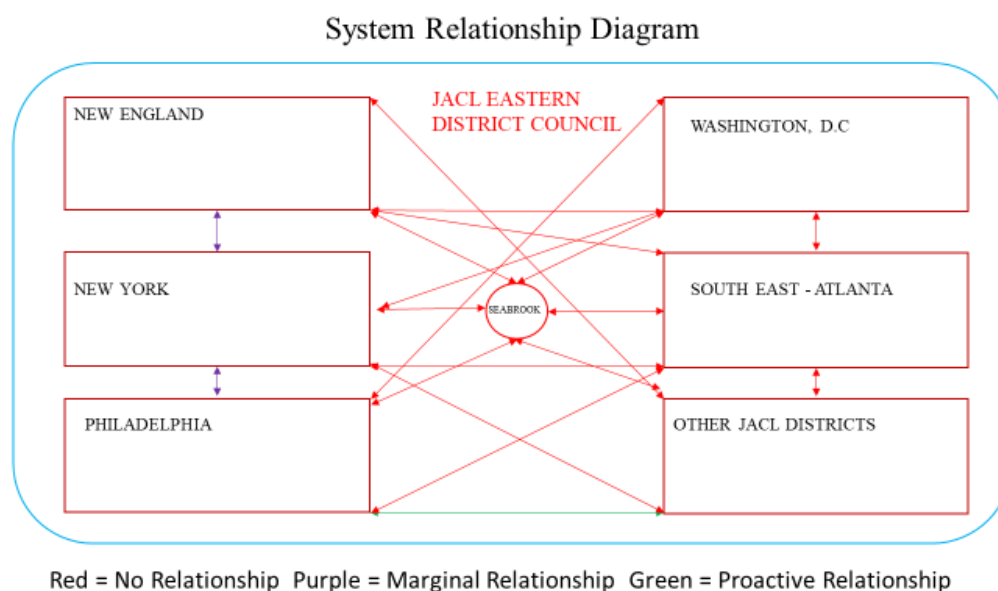 System Relationship Diagram
NEW ENGLAND
JACL EASTERN
DISTRICT COUNCIL
WASHINGTON, D.C
NEW YORK
SEABROOK
SOUTH EAST - ATLANTA
PHILADELPHIA
OTHER JACL DISTRICTS
Red = No Relationship Purple = Marginal Relationship Green = Proactive Relationship